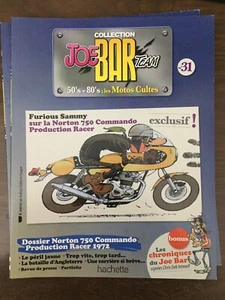 COLLECTION
JOE BAR TEAM
50's - 80's : les Motos Cultes
n°31
Furious Sammy
sur la Norton 750 Commando
Production Racer
exclusif !
bonus
Les chroniques
du Joe Bar
Dossier Norton 750 Commando
Production Racer 1972
• Le péril jaune • Trop vite, trop tard...
• La bataille d'Angleterre • Une carrière si brève...
• Revue de presse • Portfolio
hachette